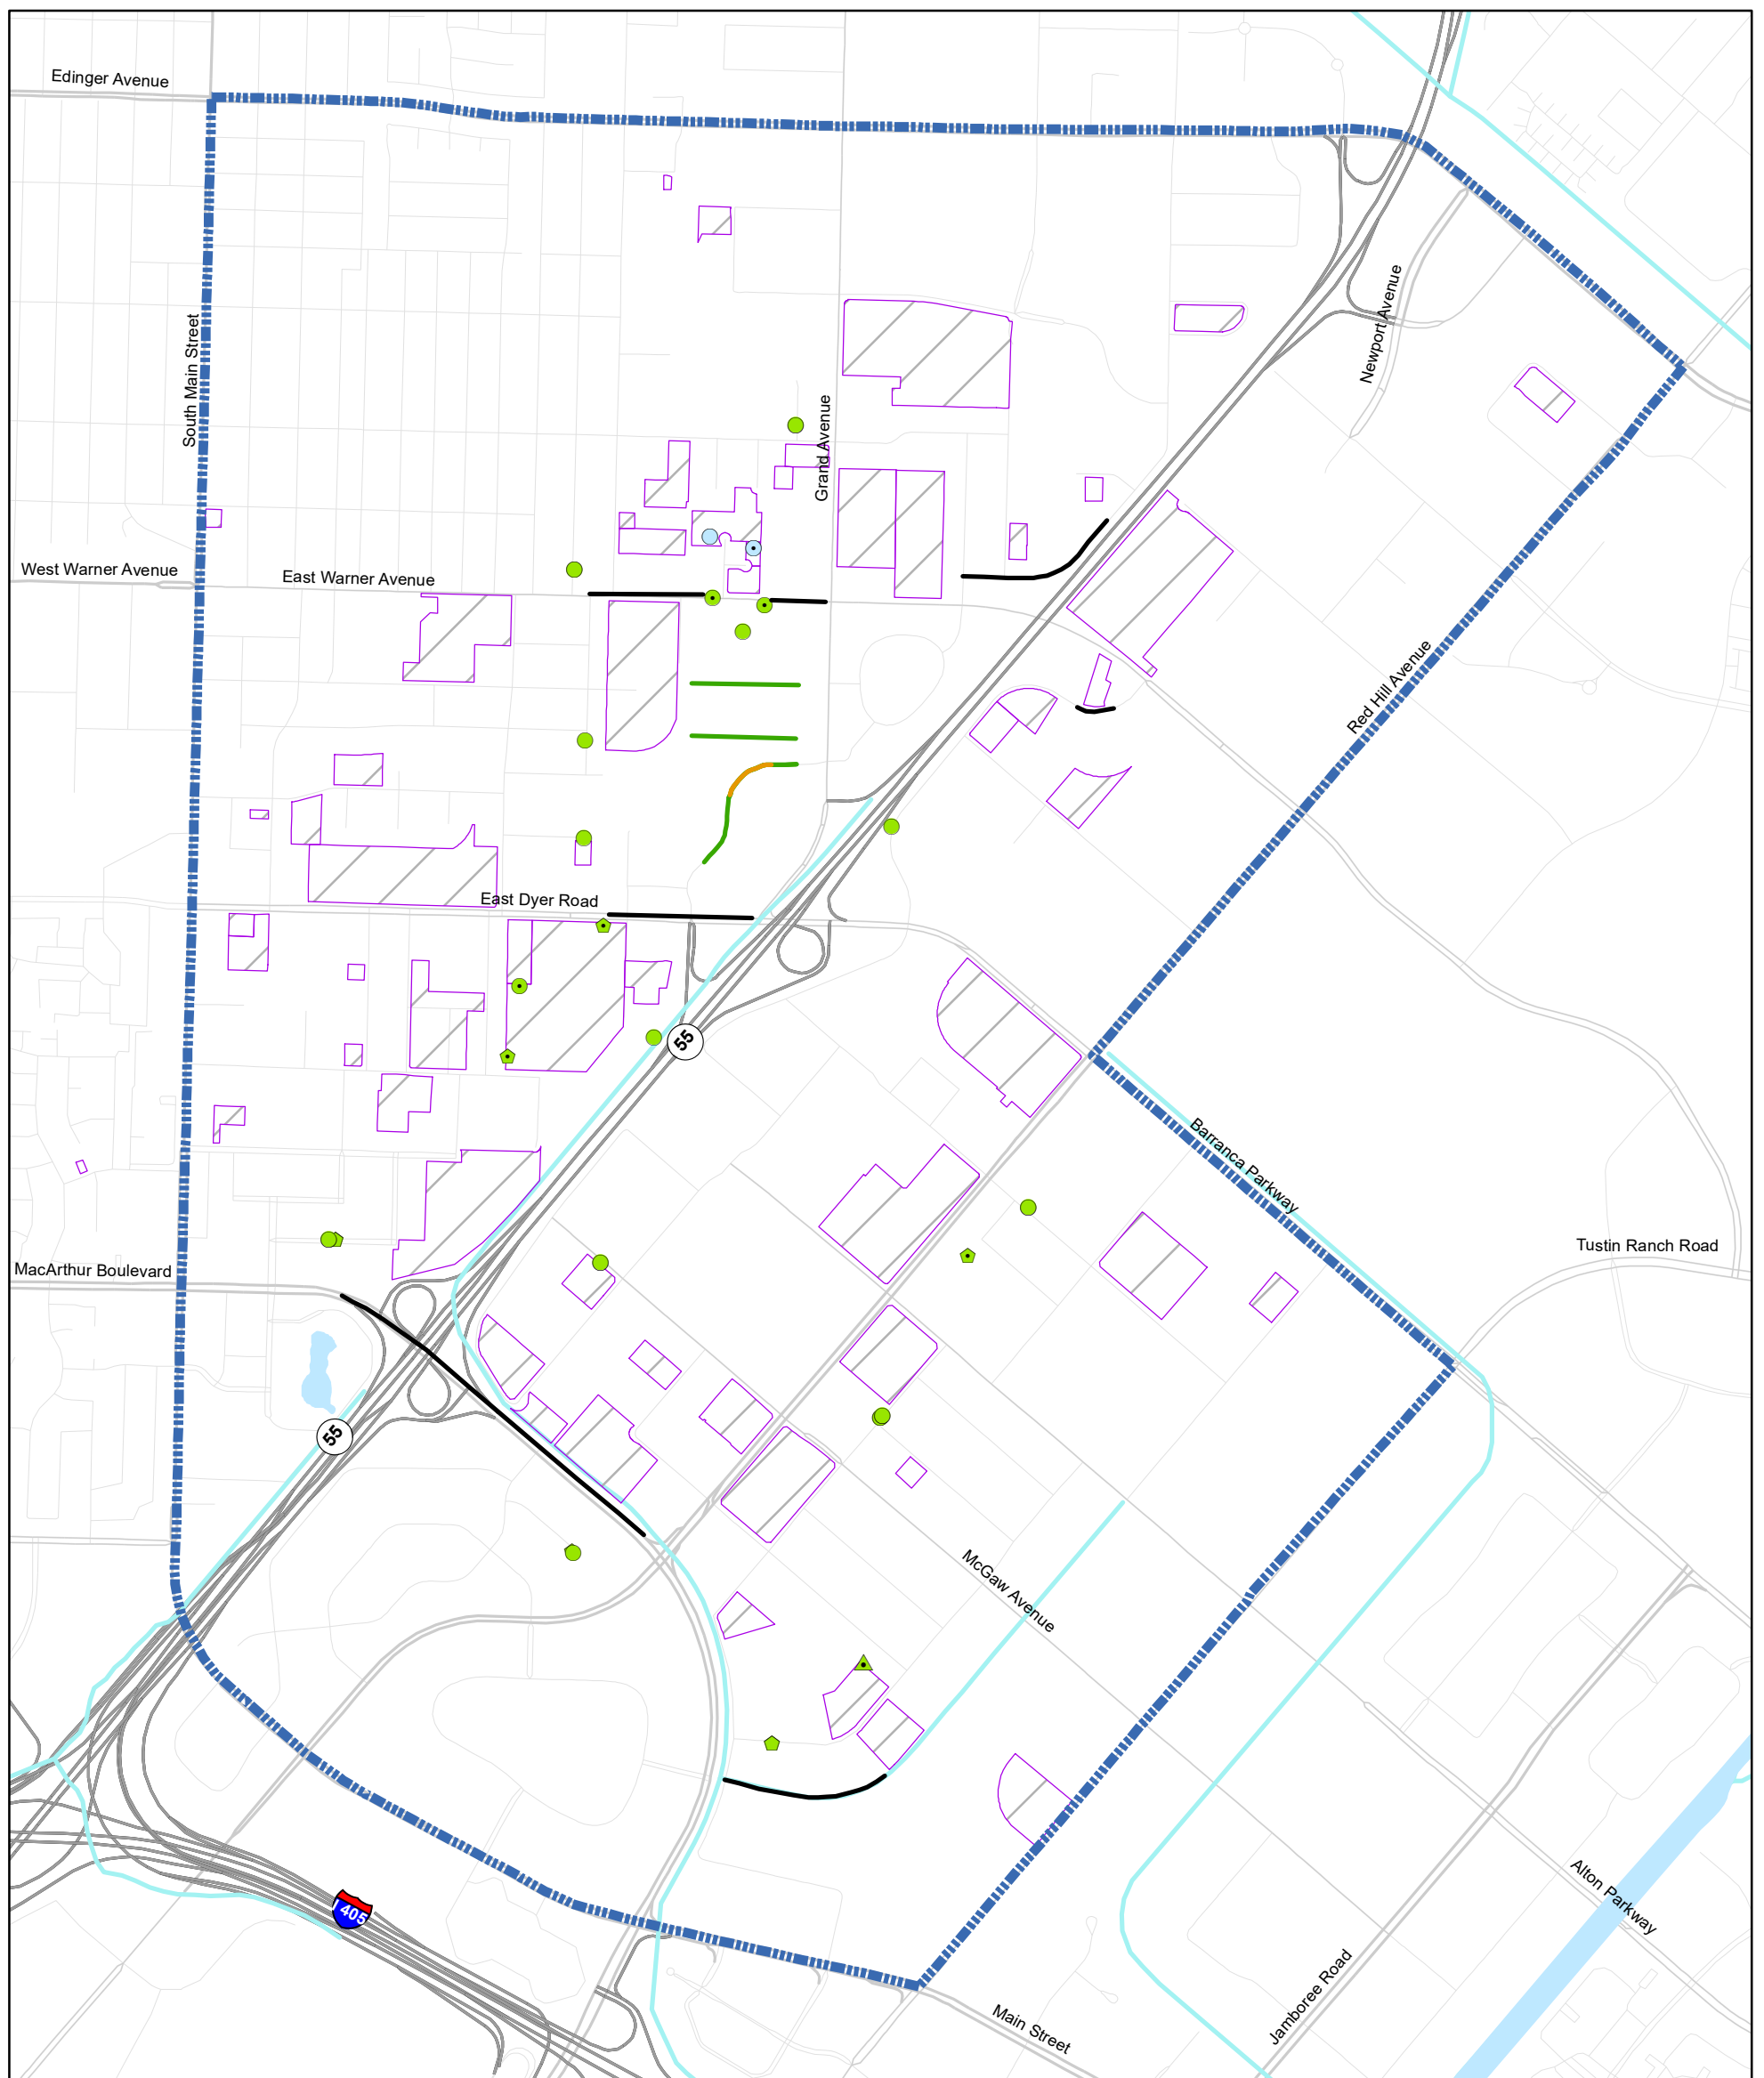 Edinger Avenue
South Main Street
Newport Avenue
Grand Avenue
West Warner Avenue
East Warner Avenue
Red Hill Avenue
East Dyer Road
55
Barranca Parkway
Tustin Ranch Road
MacArthur Boulevard
55
McGaw Avenue
Alton Parkway
405
Jamboree Road
Main Street